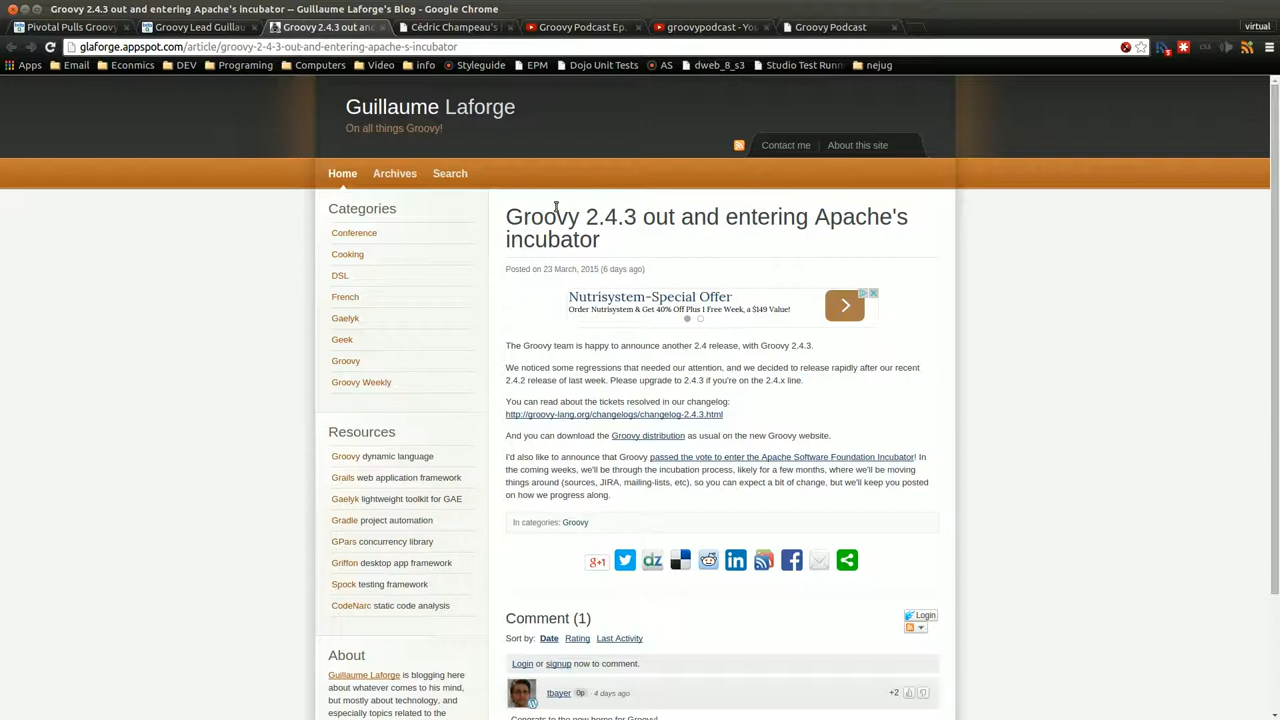 Groovy 2.4.3 out and entering Apache's incubator -- Guillaume Laforge's Blog - Google Chrome
Pivotal Pulls Groovy
Groovy Lead Guillau
Groovy 2.4.3 out and
Cédric Champeau's
Groovy Podcast Ep.
groovypodcast - You
Groovy Podcast
virtual
glaforge.appspot.com/article/groovy-2-4-3-out-and-entering-apache-s-incubator
Apps Email Econmics DEV Programing Computers Video info Styleguide EPM Dojo Unit Tests AS dweb_8_s3 Studio Test Runn nejug
Guillaume Laforge
On all things Groovy!
Contact me About this site
Home Archives Search
Categories
Conference
Cooking
DSL
French
Gaelyk
Geek
Groovy
Groovy Weekly
Resources
Groovy dynamic language
Grails web application framework
Gaelyk lightweight toolkit for GAE
Gradle project automation
GPars concurrency library
Griffon desktop app framework
Spock testing framework
CodeNarc static code analysis
About
Guillaume Laforge is blogging here
about whatever comes to his mind,
but mostly about technology, and
especially topics related to the
Groovy 2.4.3 out and entering Apache's
incubator
Posted on 23 March, 2015 (6 days ago)
Nutrisystem-Special Offer
Order Nutrisystem & Get 40% Off Plus 1 Free Week, a $149 Value!
The Groovy team is happy to announce another 2.4 release, with Groovy 2.4.3.
We noticed some regressions that needed our attention, and we decided to release rapidly after our recent
2.4.2 release of last week. Please upgrade to 2.4.3 if you're on the 2.4.x line.
You can read about the tickets resolved in our changelog:
http://groovy-lang.org/changelogs/changelog-2.4.3.html
And you can download the Groovy distribution as usual on the new Groovy website.
I'd also like to announce that Groovy passed the vote to enter the Apache Software Foundation Incubator! In
the coming weeks, we'll be through the incubation process, likely for a few months, where we'll be moving
things around (sources, JIRA, mailing-lists, etc), so you can expect a bit of change, but we'll keep you posted
on how we progress along.
In categories: Groovy
g+1
dz
in
f
Comment (1)
Login
Sort by: Date Rating Last Activity
Login or signup now to comment.
tbayer 0p · 4 days ago
+2
Congrats to the new home for Groovy!